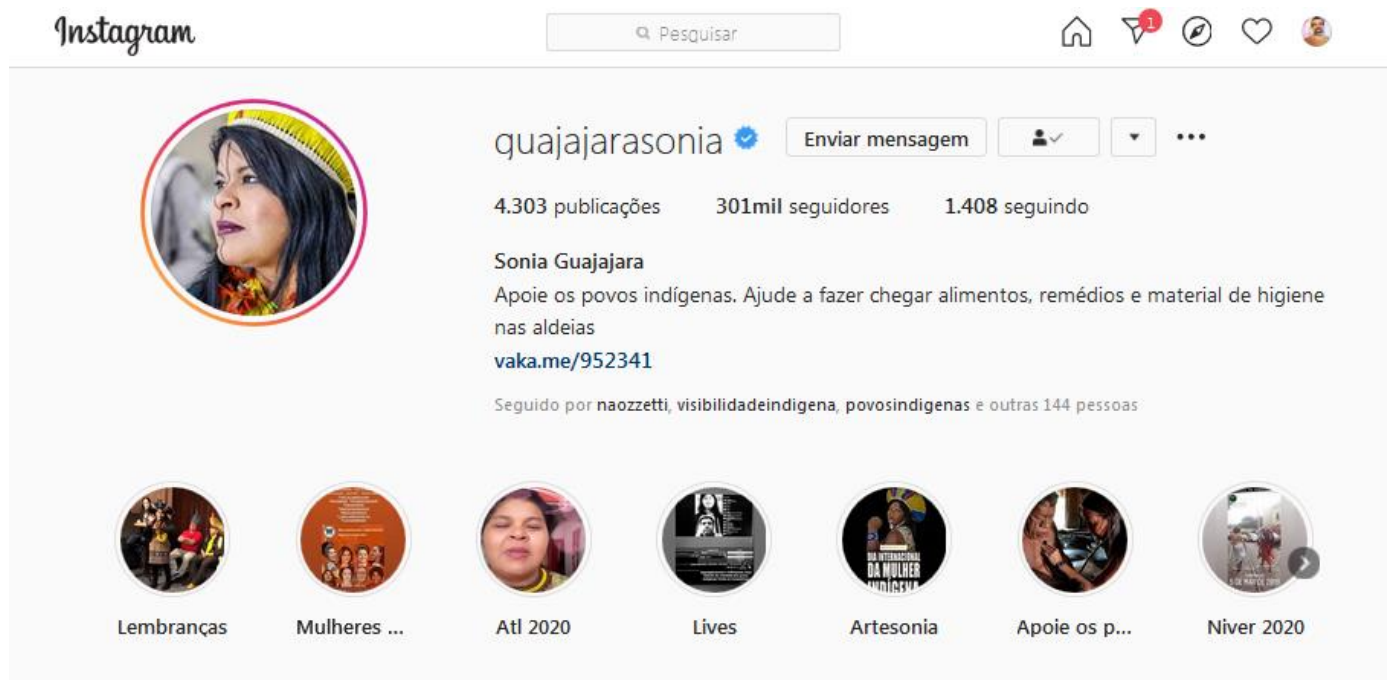 Instagram
Pesquisar
1
guajajarasonia
Enviar mensagem
4.303 publicações 301mil seguidores 1.408 seguindo
Sonia Guajajara
Apoie os povos indígenas. Ajude a fazer chegar alimentos, remédios e material de higiene
nas aldeias
vaka.me/952341
Seguido por naozzetti, visibilidadeindigena, povosindigenas e outras 144 pessoas
DIA INTERNACIONAL
DA MULHER
INDÍGENA
Lembranças
Mulheres ...
Atl 2020
Lives
Artesonia
Apoie os p...
Niver 2020